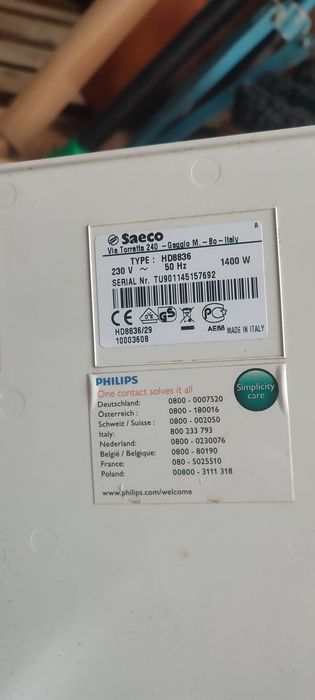 A
Saeco
Via Torretta 240 - Gaggio M. - Bo - Italy
TYPE : HD8836
230 V ~ 50 Hz 1400 W
SERIAL Nr. TU901145157692
CE GS
HD8836/29 AE88 MADE IN ITALY
10003608
PHILIPS
One contact solves it all
Simplicity
care
Deutschland: 0800 - 0007520
Österreich : 0800 - 180016
Schweiz / Suisse : 0800 - 002050
Italy: 800 233 793
Nederland: 0800 - 0230076
België / Belgique: 0800 - 80190
France: 080 - 5025510
Poland: 00800 - 3111 318
www.philips.com/welcome